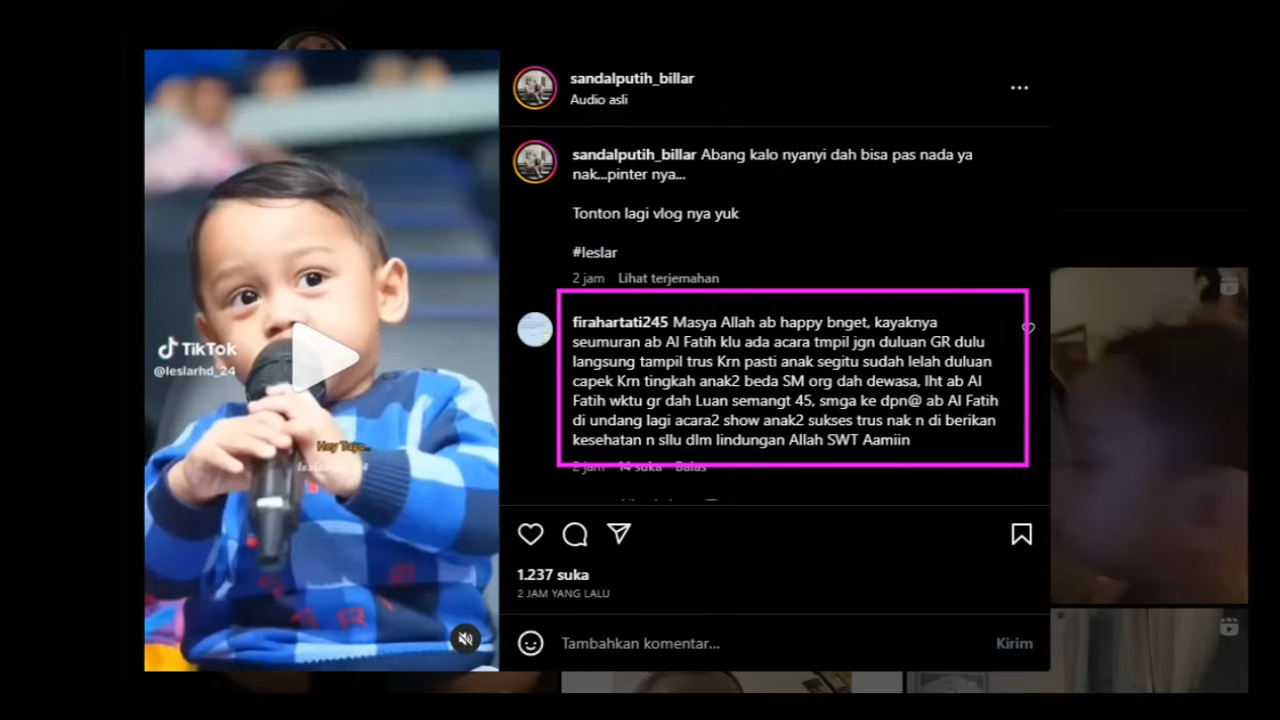 sandalputih_billar
Audio asli
sandalputih_billar Abang kalo nyanyi dah bisa pas nada ya
nak...pinter nya...
Tonton lagi vlog nya yuk
#leslar
2 jam Lihat terjemahan
firahartati245 Masya Allah ab happy bnget, kayaknya
seumuran ab Al Fatih klu ada acara tmpil jgn duluan GR dulu
langsung tampil trus Krn pasti anak segitu sudah lelah duluan
capek Krn tingkah anak2 beda SM org dah dewasa, lht ab Al
Fatih wktu gr dah Luan semangt 45, smga ke dpn@ ab Al Fatih
di undang lagi acara2 show anak2 sukses trus nak n di berikan
kesehatan n sllu dlm lindungan Allah SWT Aamiin
2 jam 14 suka Balas
1.237 suka
2 JAM YANG LALU
Tambahkan komentar... Kirim
TikTok
@leslarhd_24
Hey Tayo..